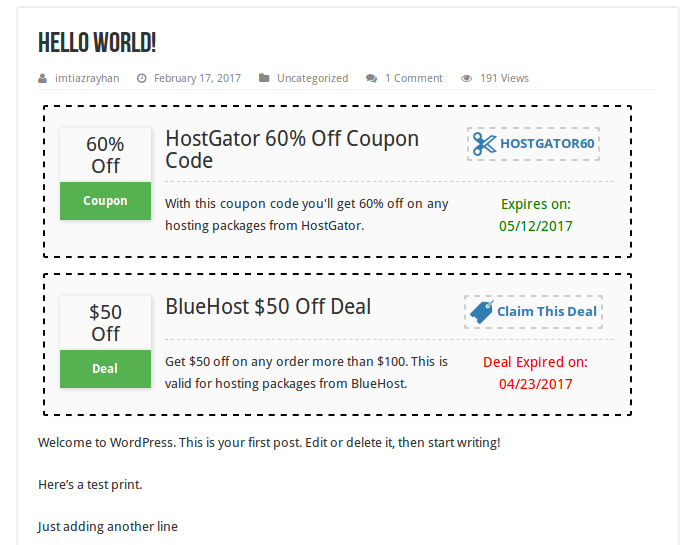 HELLO WORLD!
imtiazrayhan February 17, 2017 Uncategorized 1 Comment 191 Views
60%
Off
Coupon
HostGator 60% Off Coupon
Code
HOSTGATOR60
With this coupon code you'll get 60% off on any
hosting packages from HostGator.
Expires on:
05/12/2017
$50
Off
Deal
BlueHost $50 Off Deal
Claim This Deal
Get $50 off on any order more than $100. This is
valid for hosting packages from BlueHost.
Deal Expired on:
04/23/2017
Welcome to WordPress. This is your first post. Edit or delete it, then start writing!
Here’s a test print.
Just adding another line